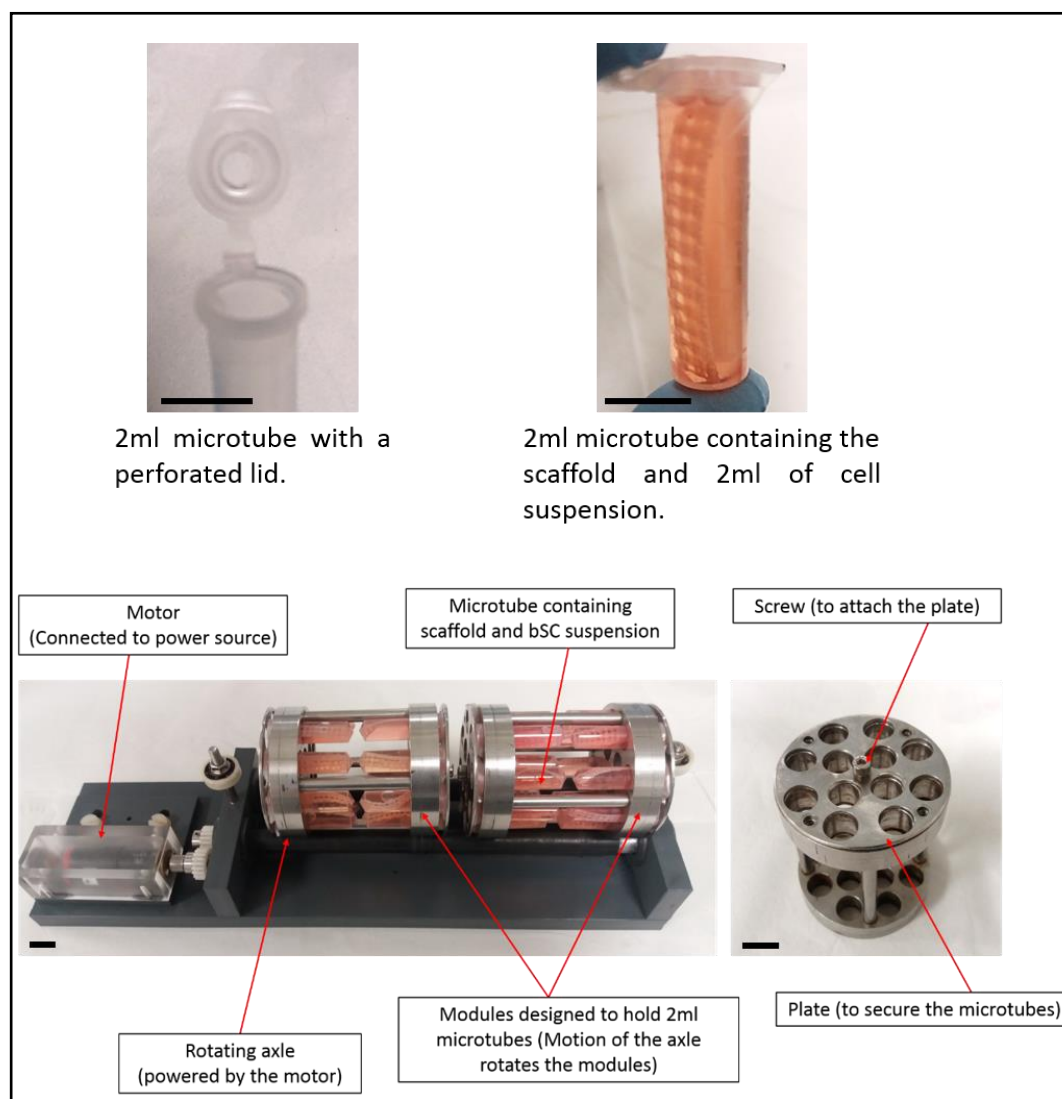 2ml microtube with a
perforated lid.
2ml microtube containing the
scaffold and 2ml of cell
suspension.
Motor
(Connected to power source)
Microtube containing
scaffold and bSC suspension
Screw (to attach the plate)
Rotating axle
(powered by the motor)
Modules designed to hold 2ml
microtubes (Motion of the axle
rotates the modules)
Plate (to secure the microtubes)